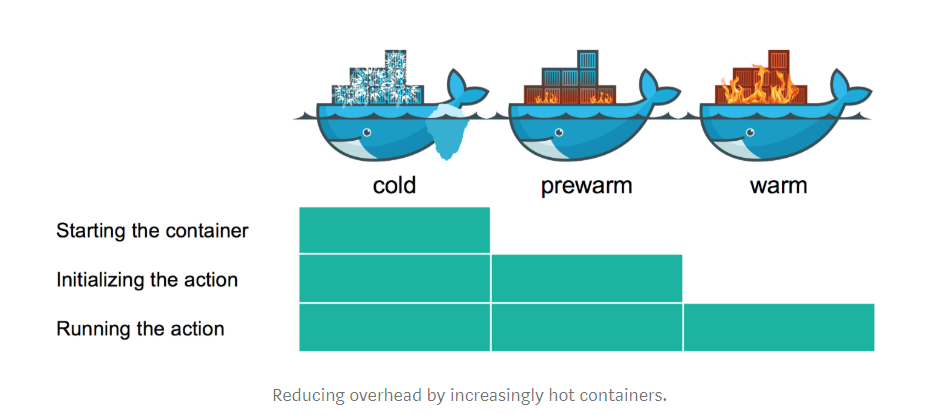 cold prewarm warm
Starting the container
Initializing the action
Running the action
Reducing overhead by increasingly hot containers.